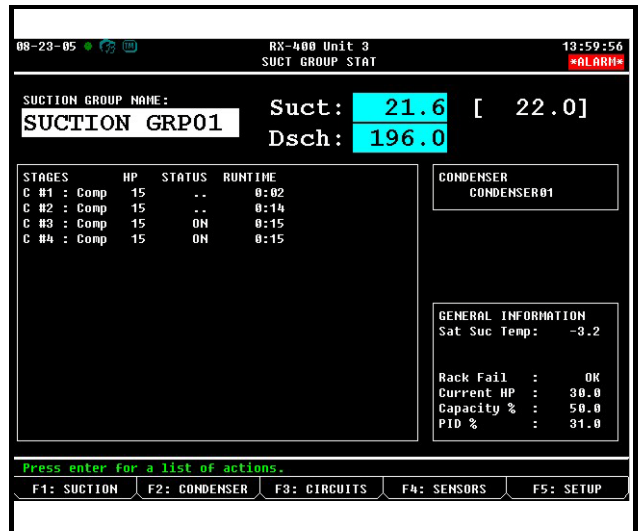 08-23-05 RX-400 Unit 3 13:59:56
SUCT GROUP STAT *ALARM*
SUCTION GROUP NAME:
SUCTION GRP01
Suct: 21.6 [ 22.0]
Dsch: 196.0
STAGES HP STATUS RUNTIME
C #1 : Comp 15 .. 0:02
C #2 : Comp 15 .. 0:14
C #3 : Comp 15 ON 0:15
C #4 : Comp 15 ON 0:15
CONDENSER
CONDENSER01
GENERAL INFORMATION
Sat Suc Temp: -3.2
Rack Fail : OK
Current HP : 30.0
Capacity % : 50.0
PID % : 31.0
Press enter for a list of actions.
F1: SUCTION F2: CONDENSER F3: CIRCUITS F4: SENSORS F5: SETUP